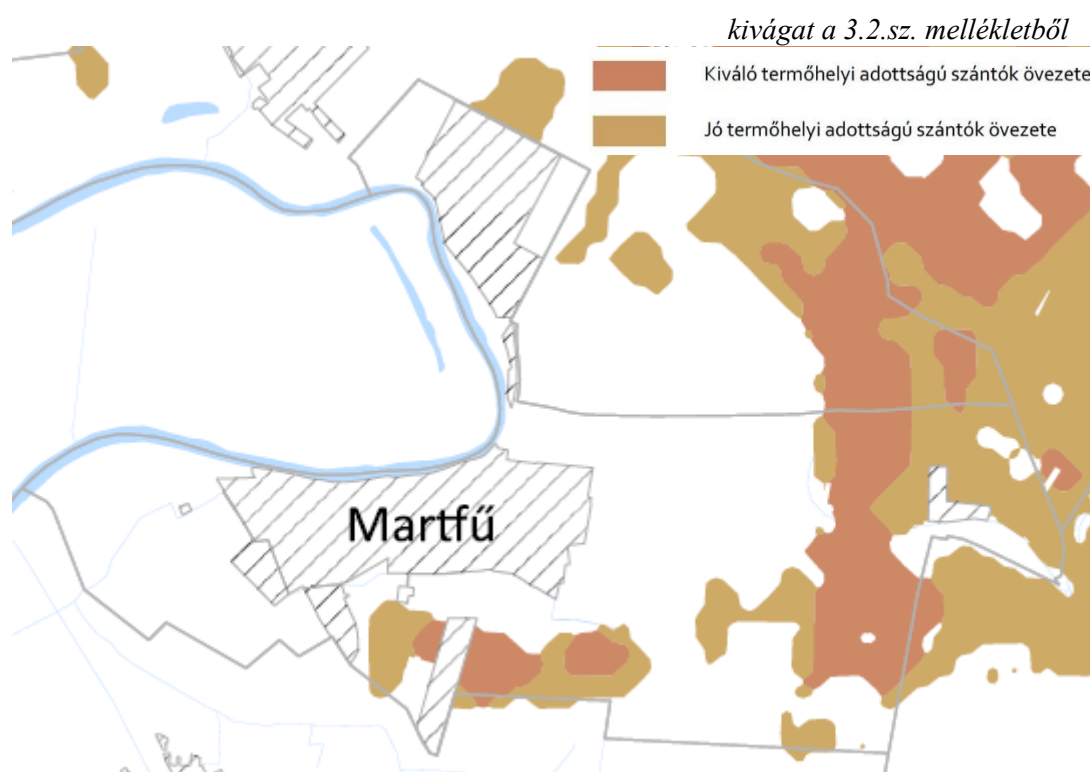 kivágat a 3.2.sz. mellékletből
Kiváló termőhelyi adottságú szántók övezete
Jó termőhelyi adottságú szántók övezete
Martfű